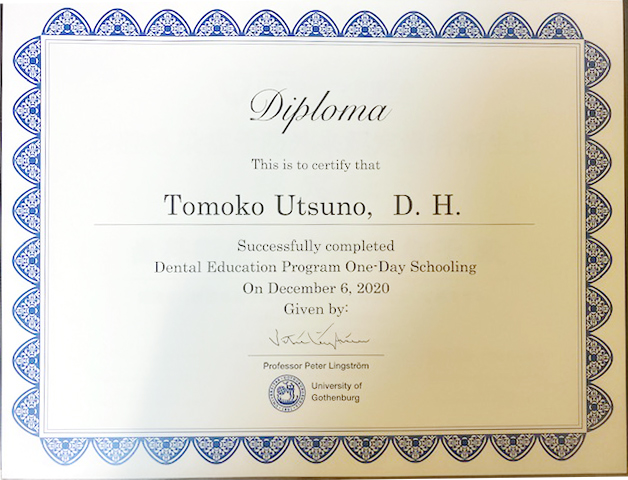 Diploma
This is to certify that
Tomoko Utsuno, D. H.
Successfully completed
Dental Education Program One-Day Schooling
On December 6, 2020
Given by:
Professor Peter Lingström
University of
Gothenburg